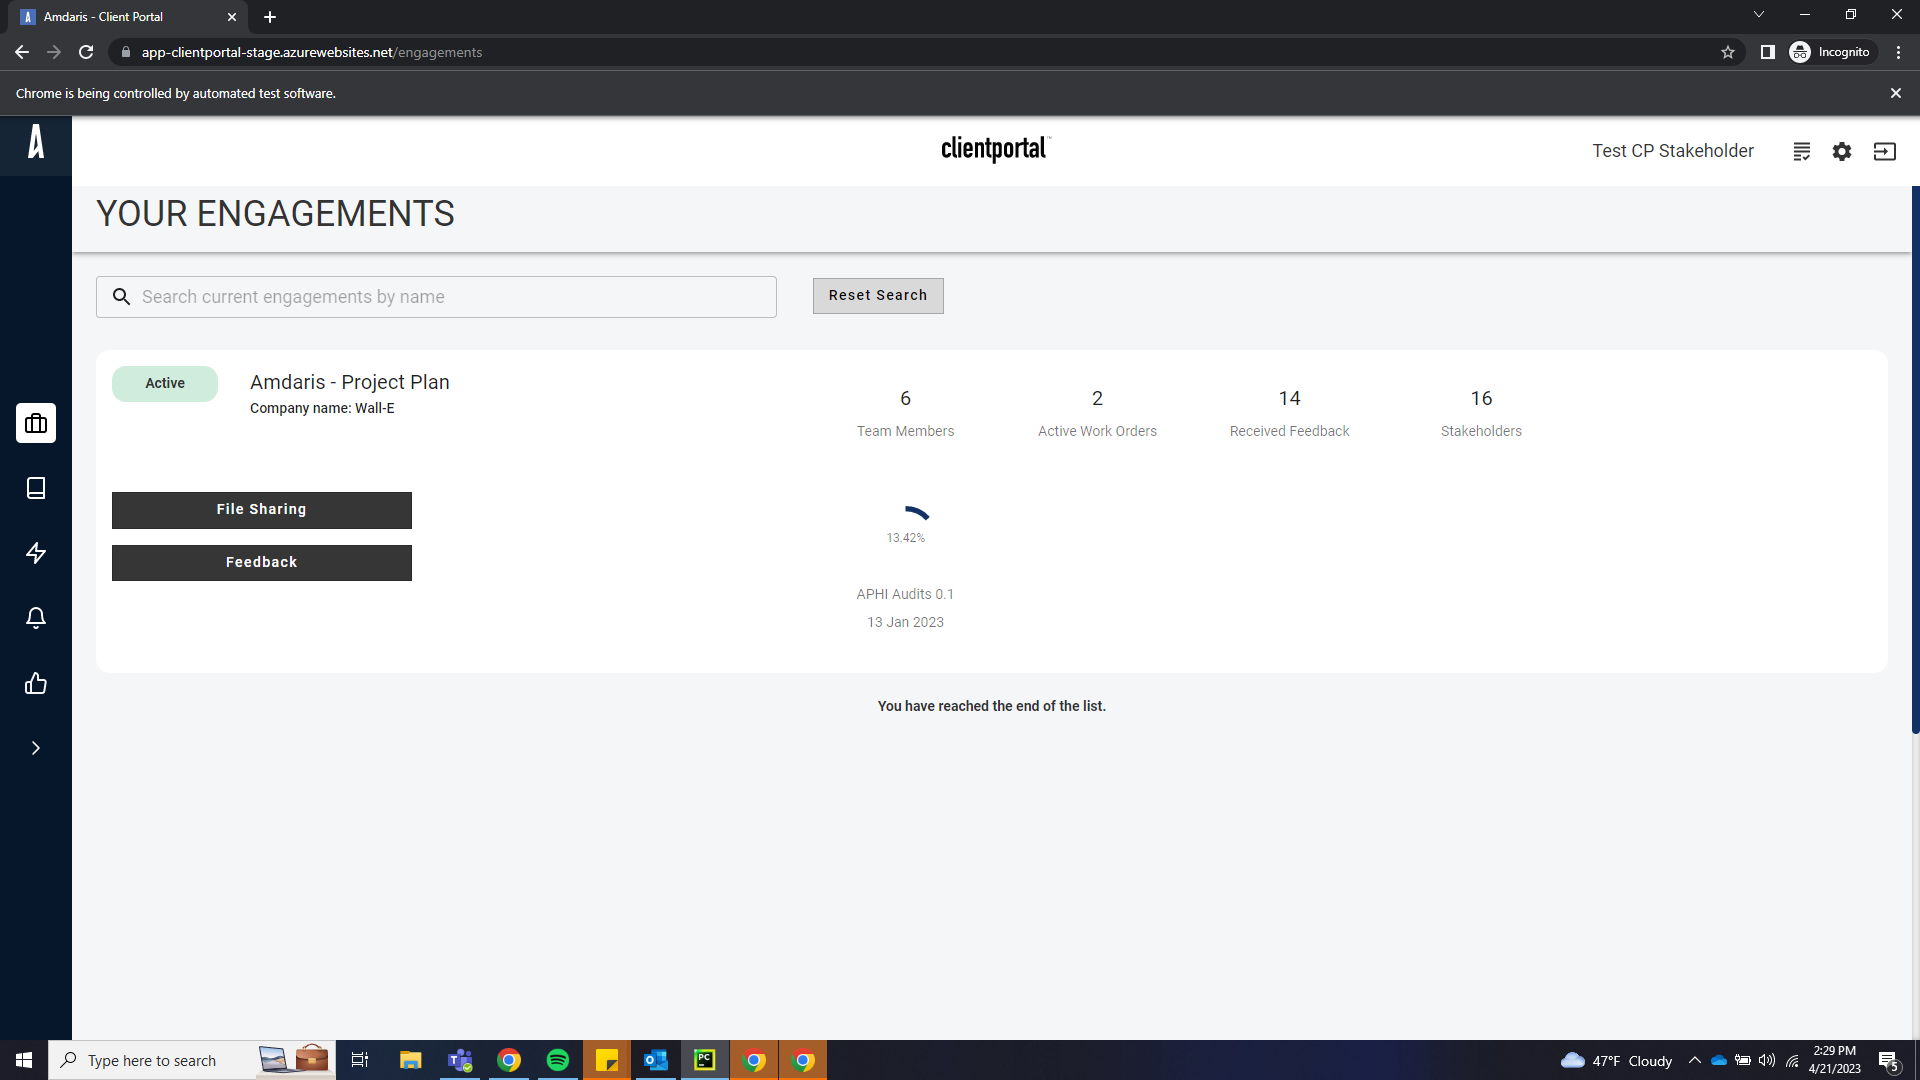 Amdaris - Client Portal
app-clientportal-stage.azurewebsites.net/engagements
Incognito
Chrome is being controlled by automated test software.
clientportal™
Test CP Stakeholder
YOUR ENGAGEMENTS
Search current engagements by name
Reset Search
Active
Amdaris - Project Plan
Company name: Wall-E
6
Team Members
2
Active Work Orders
14
Received Feedback
16
Stakeholders
File Sharing
Feedback
13.42%
APHI Audits 0.1
13 Jan 2023
You have reached the end of the list.
Type here to search
PC
47°F Cloudy
2:29 PM
4/21/2023
5